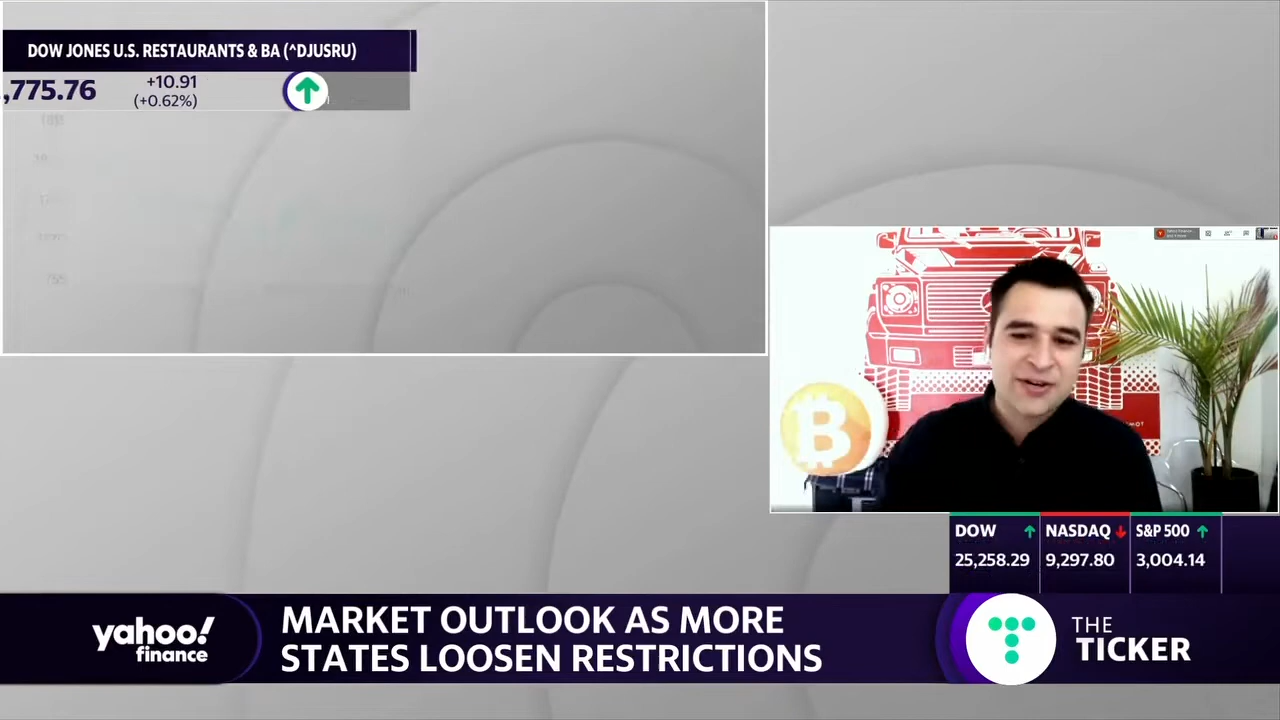 DOW JONES U.S. RESTAURANTS & BA (^DJUSRU)
,775.76
+10.91
(+0.62%)
755
B
DOW
25,258.29
NASDAQ
9,297.80
S&P 500
3,004.14
yahoo!
finance
MARKET OUTLOOK AS MORE
STATES LOOSEN RESTRICTIONS
THE
TICKER